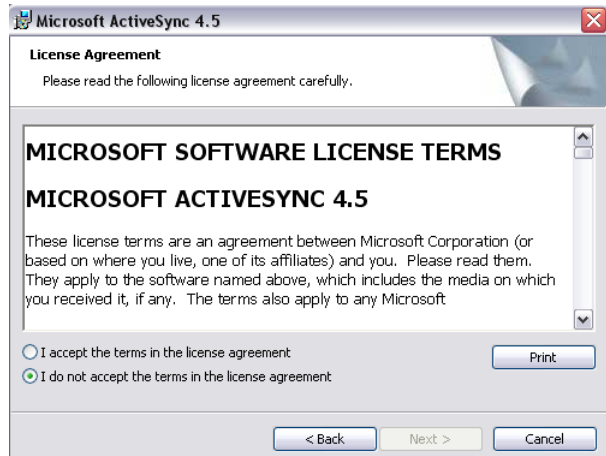 Microsoft ActiveSync 4.5
License Agreement
Please read the following license agreement carefully.
MICROSOFT SOFTWARE LICENSE TERMS
MICROSOFT ACTIVESYNC 4.5
These license terms are an agreement between Microsoft Corporation (or
based on where you live, one of its affiliates) and you.  Please read them.
They apply to the software named above, which includes the media on which
you received it, if any.  The terms also apply to any Microsoft
I accept the terms in the license agreement
Print
I do not accept the terms in the license agreement
< Back
Next >
Cancel